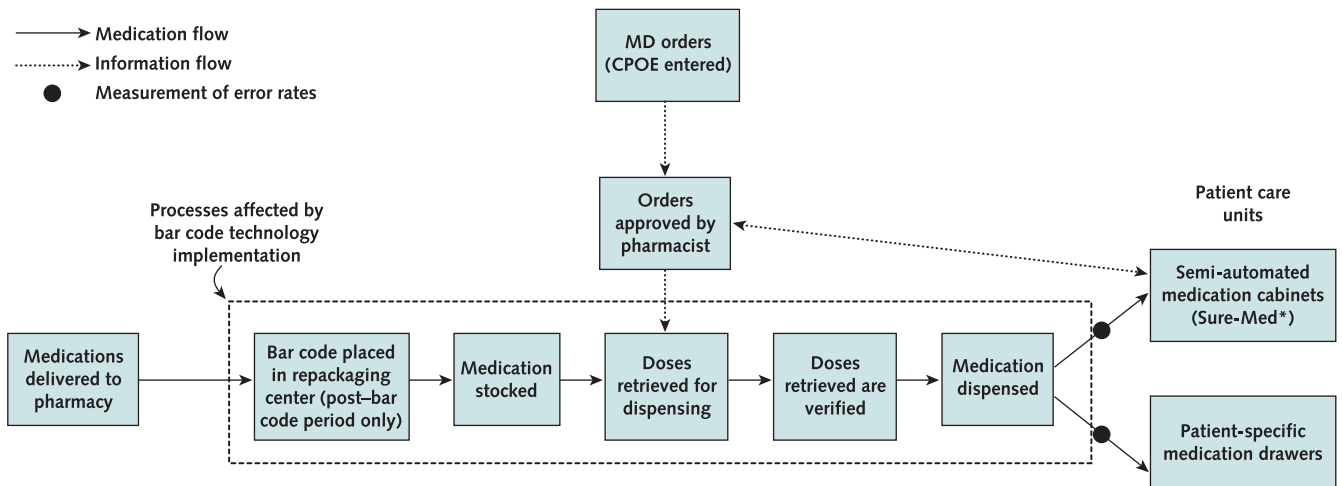 Medication flow
Information flow
Measurement of error rates
MD orders
(CPOE entered)
Orders
approved by
pharmacist
Patient care
units
Processes affected by
bar code technology
implementation
Semi-automated
medication cabinets
(Sure-Med*)
Medications
delivered to
pharmacy
Bar code placed
in repackaging
center (post–bar
code period only)
Medication
stocked
Doses
retrieved for
dispensing
Doses
retrieved are
verified
Medication
dispensed
Patient-specific
medication drawers